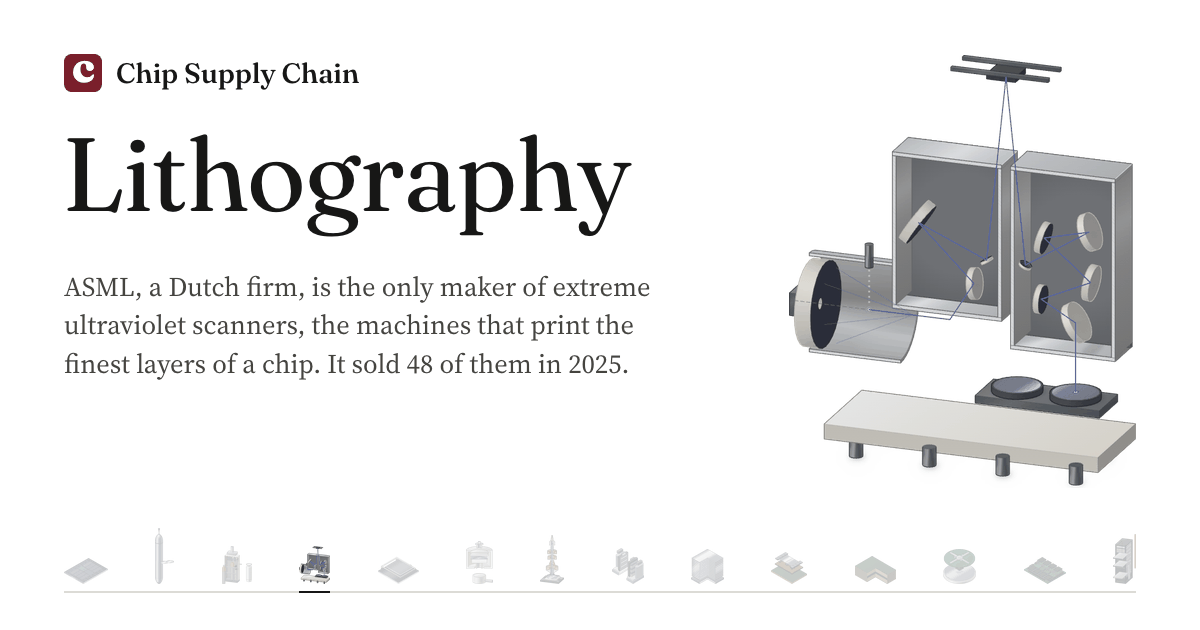 C
Chip Supply Chain
Lithography
ASML, a Dutch firm, is the only maker of extreme
ultraviolet scanners, the machines that print the
finest layers of a chip. It sold 48 of them in 2025.